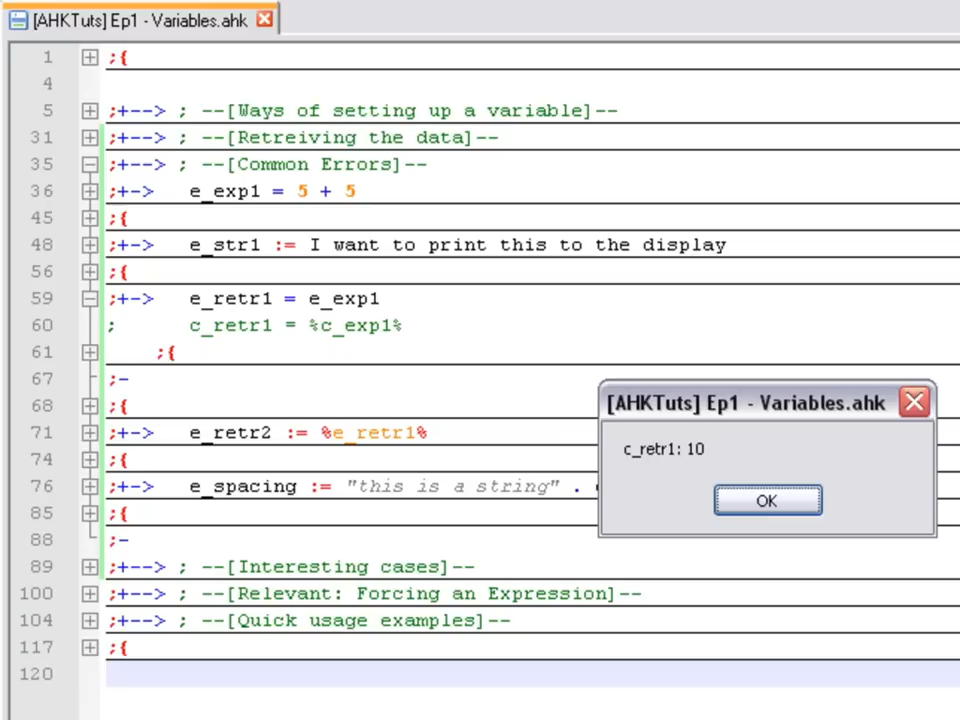 [AHKTuts] Ep1 - Variables.ahk
1 ;{
4
5 ;+--> ; --[Ways of setting up a variable]--
31 ;+--> ; --[Retreiving the data]--
35 ;+--> ; --[Common Errors]--
36 ;+-> e_exp1 = 5 + 5
45 ;{
48 ;+-> e_str1 := I want to print this to the display
56 ;{
59 ;+-> e_retr1 = e_exp1
60 ; c_retr1 = %c_exp1%
61 ;{
67 ;-
68 ;{
71 ;+-> e_retr2 := %e_retr1%
74 ;{
76 ;+-> e_spacing := "this is a string" .
85 ;{
88 ;-
89 ;+--> ; --[Interesting cases]--
100 ;+--> ; --[Relevant: Forcing an Expression]--
104 ;+--> ; --[Quick usage examples]--
117 ;{
120
[AHKTuts] Ep1 - Variables.ahk
c_retr1: 10
OK